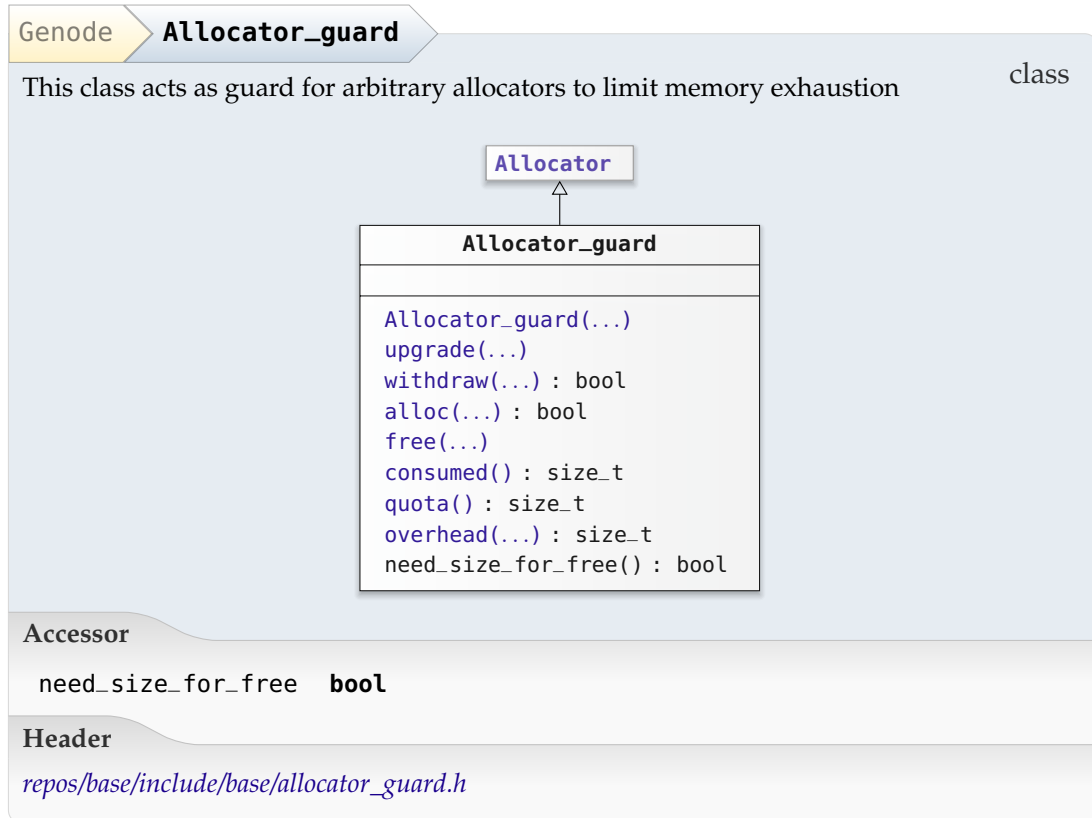 Genode Allocator_guard
class
This class acts as guard for arbitrary allocators to limit memory exhaustion
Allocator
Allocator_guard
Allocator_guard(...)
upgrade(...)
withdraw(...) : bool
alloc(...) : bool
free(...)
consumed() : size_t
quota() : size_t
overhead(...) : size_t
need_size_for_free() : bool
Accessor
need_size_for_free bool
Header
repos/base/include/base/allocator_guard.h